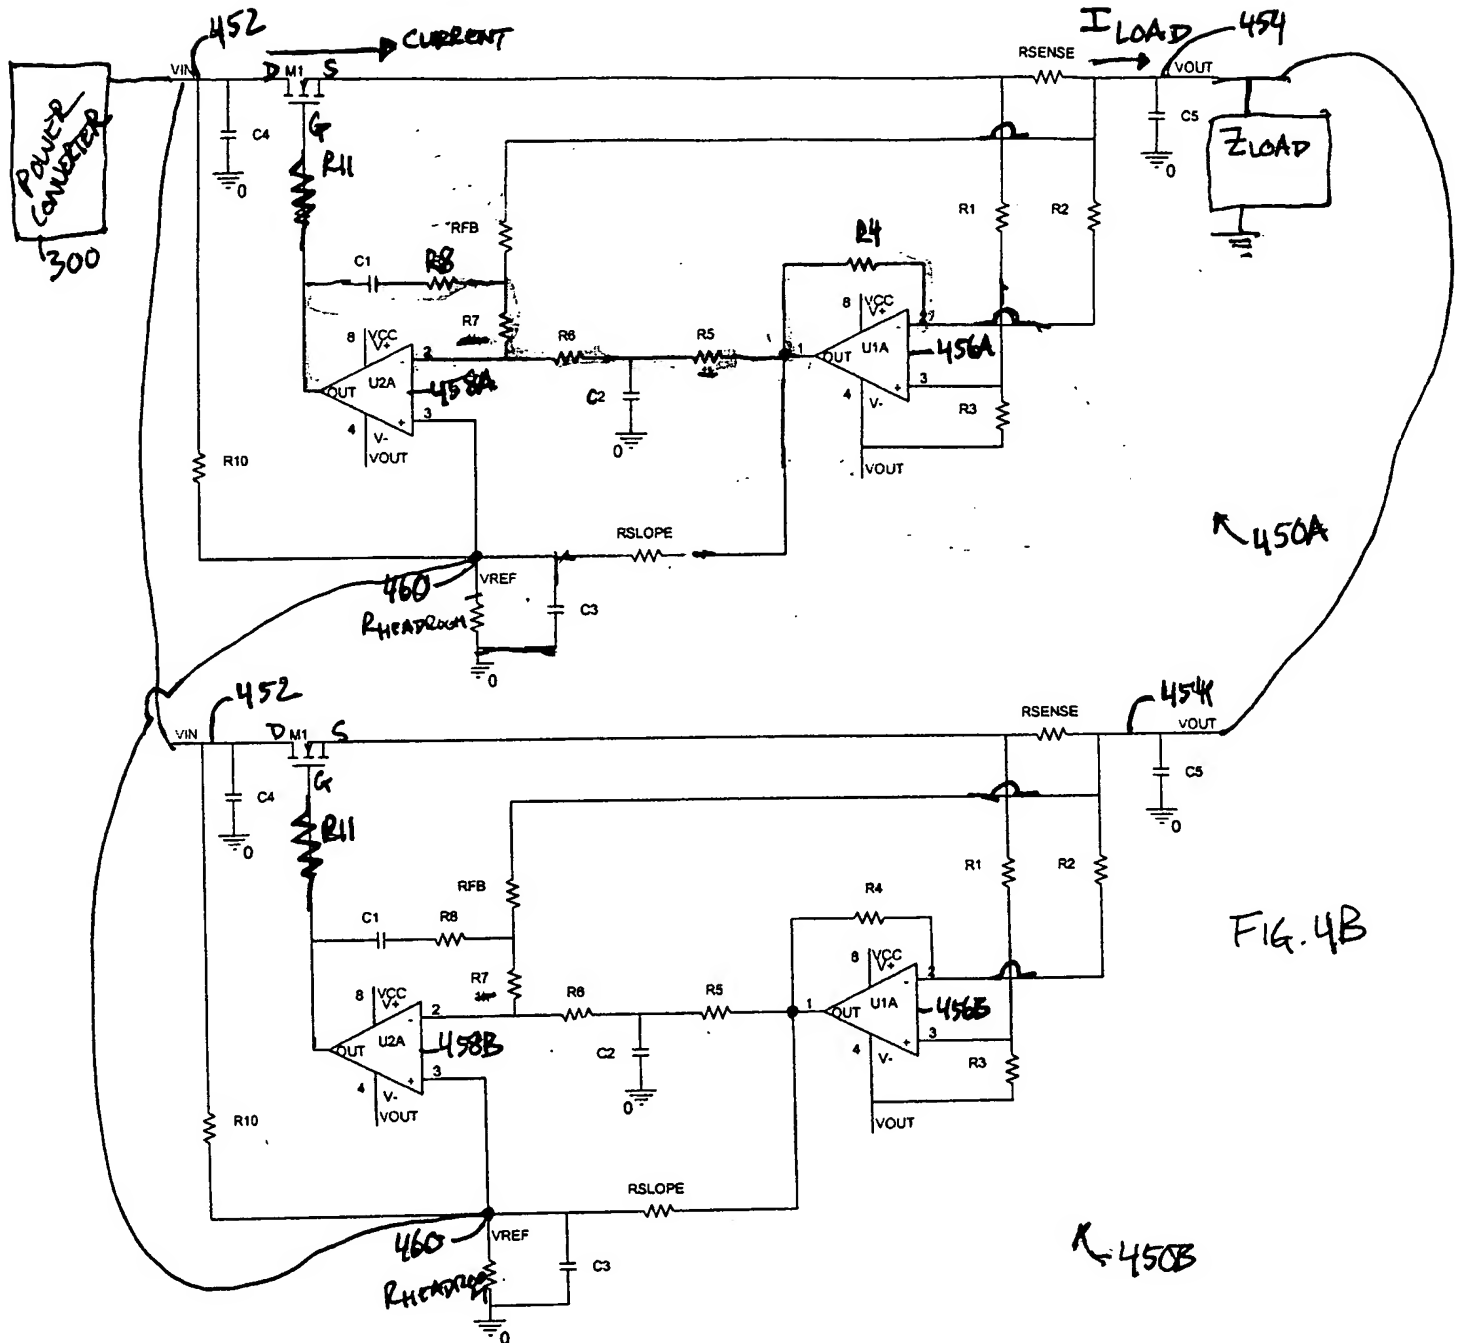 452
CURRENT
ILOAD
454
VIN
D M1 S
RSENSE
VOUT
POWER CONVERTER
300
C4
0
G
R11
C5
0
ZLOAD
RFB
R1
R2
C1
R8
R4
R7
R6
R5
8
VCC
V+
2
-
U2A
458A
OUT
+
3
4
V-
VOUT
C2
0
1
8
VCC
V+
2
-
U1A
456A
OUT
+
3
4
V-
VOUT
R3
R10
RSLOPE
450A
460
VREF
RHEADROOM
C3
0
452
VIN
D M1 S
RSENSE
454
VOUT
C4
0
G
R11
C5
0
RFB
R1
R2
C1
R8
R4
FIG. 4B
R7
R6
R5
8
VCC
V+
2
-
U2A
458B
OUT
+
3
4
V-
VOUT
C2
0
1
8
VCC
V+
2
-
U1A
456B
OUT
+
3
4
V-
VOUT
R3
R10
RSLOPE
460
VREF
RHEADROOM
C3
0
450B